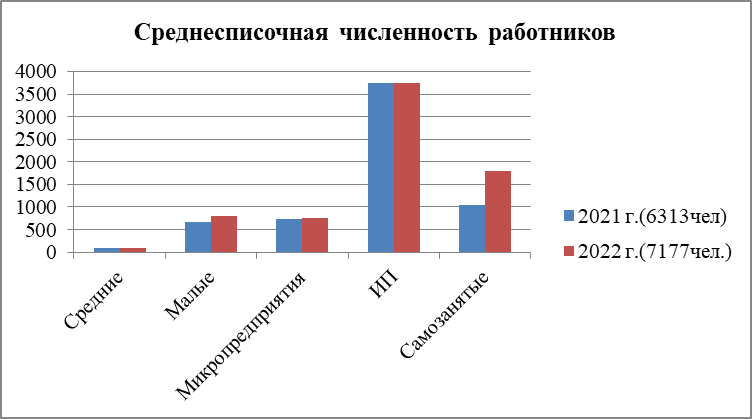 Среднесписочная численность работников
4000
3500
3000
2500
2000
1500
1000
500
0
Средние
Малые
Микропредприятия
ИП
Самозанятые
2021 г.(6313чел)
2022 г.(7177чел.)